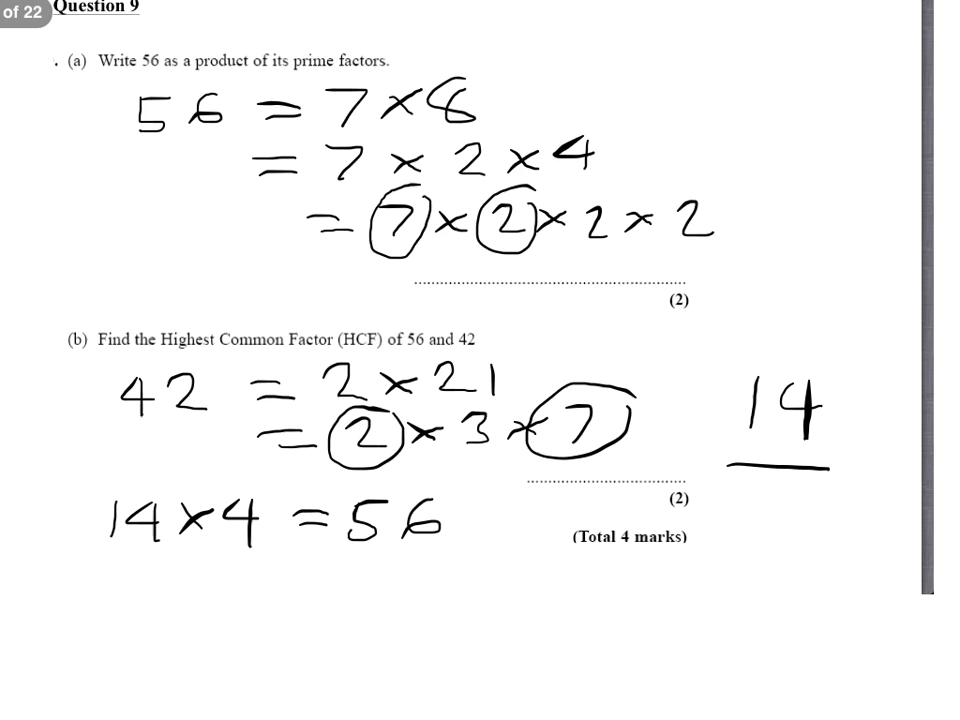 of 22 Question 9
. (a) Write 56 as a product of its prime factors.
56 = 7 × 8
= 7 × 2 × 4
= 7 × 2 × 2 × 2
..............................................................
(2)
(b) Find the Highest Common Factor (HCF) of 56 and 42
42 = 2 × 21
= 2 × 3 × 7
14
....................................
(2)
14 × 4 = 56
(Total 4 marks)